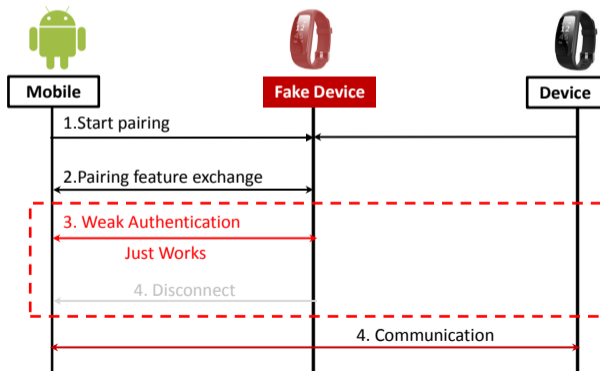 Mobile
Fake Device
Device
1.Start pairing
2.Pairing feature exchange
3. Weak Authentication
Just Works
4. Disconnect
4. Communication